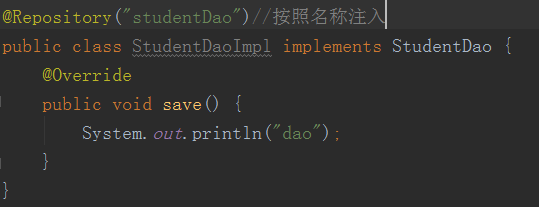 @Repository("studentDao")//按照名称注入
public class StudentDaoImpl implements StudentDao {
@Override
public void save() {
System.out.println("dao");
}
}